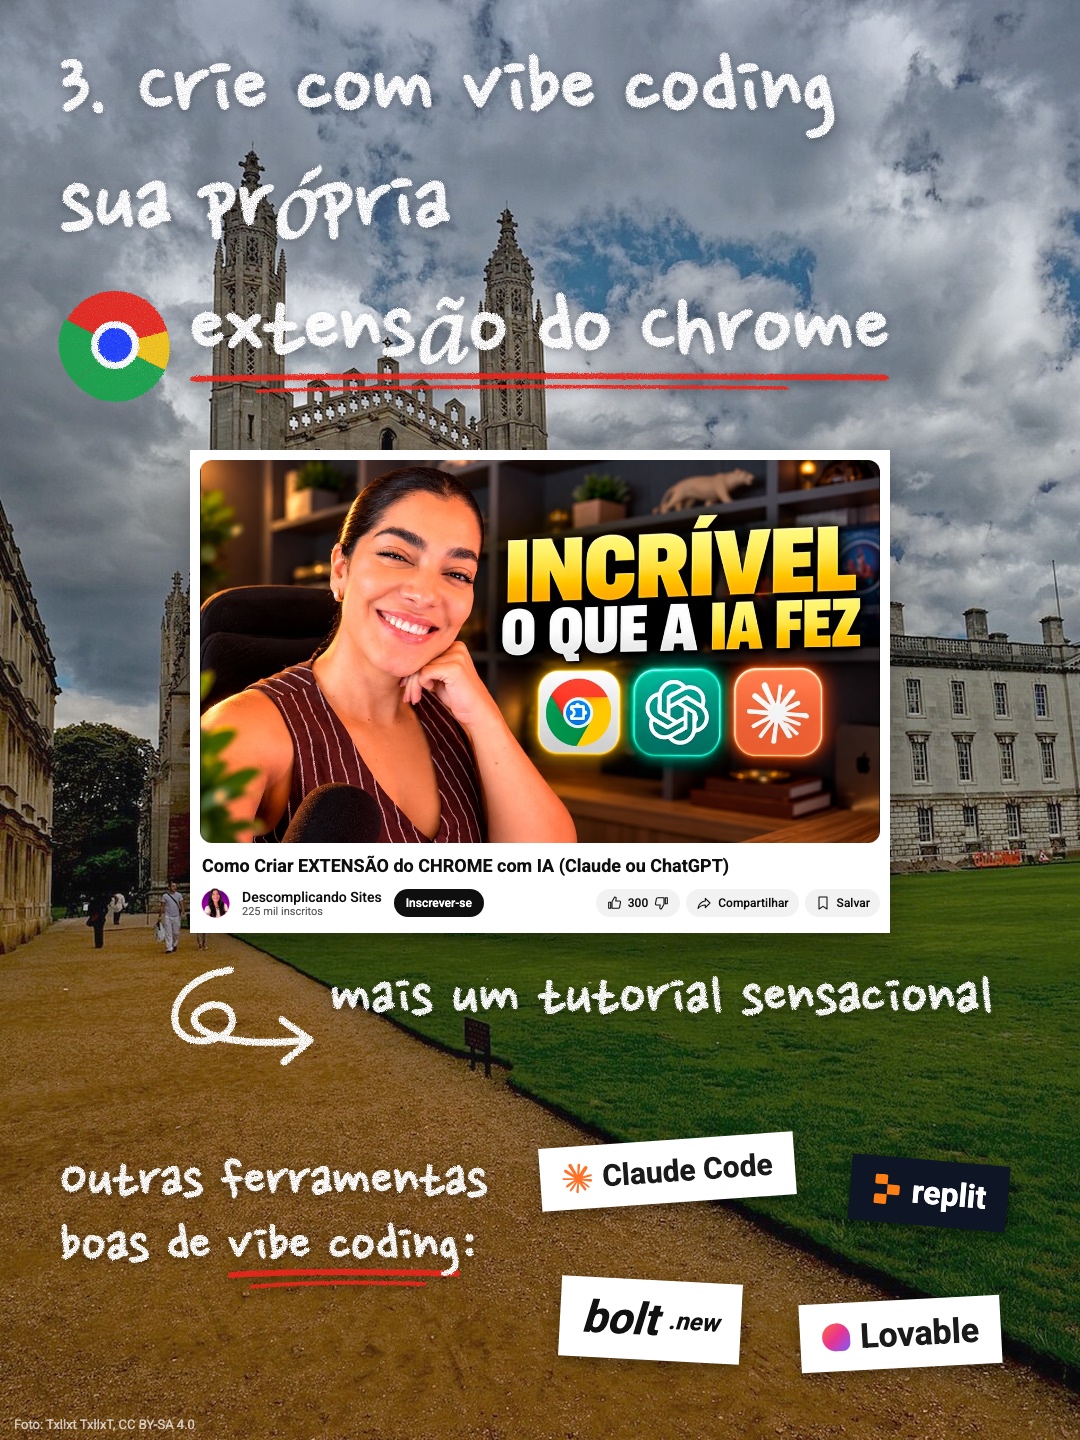 3. Crie com vibe coding
sua própria
extensão do chrome
INCRÍVEL
O QUE A IA FEZ
Como Criar EXTENSÃO do CHROME com IA (Claude ou ChatGPT)
Descomplicando Sites
225 mil inscritos
Inscrever-se
300
Compartilhar
Salvar
mais um tutorial sensacional
Outras ferramentas
boas de vibe coding:
Claude Code
replit
bolt.new
Lovable
Foto: Txllxt TxllxT, CC BY-SA 4.0